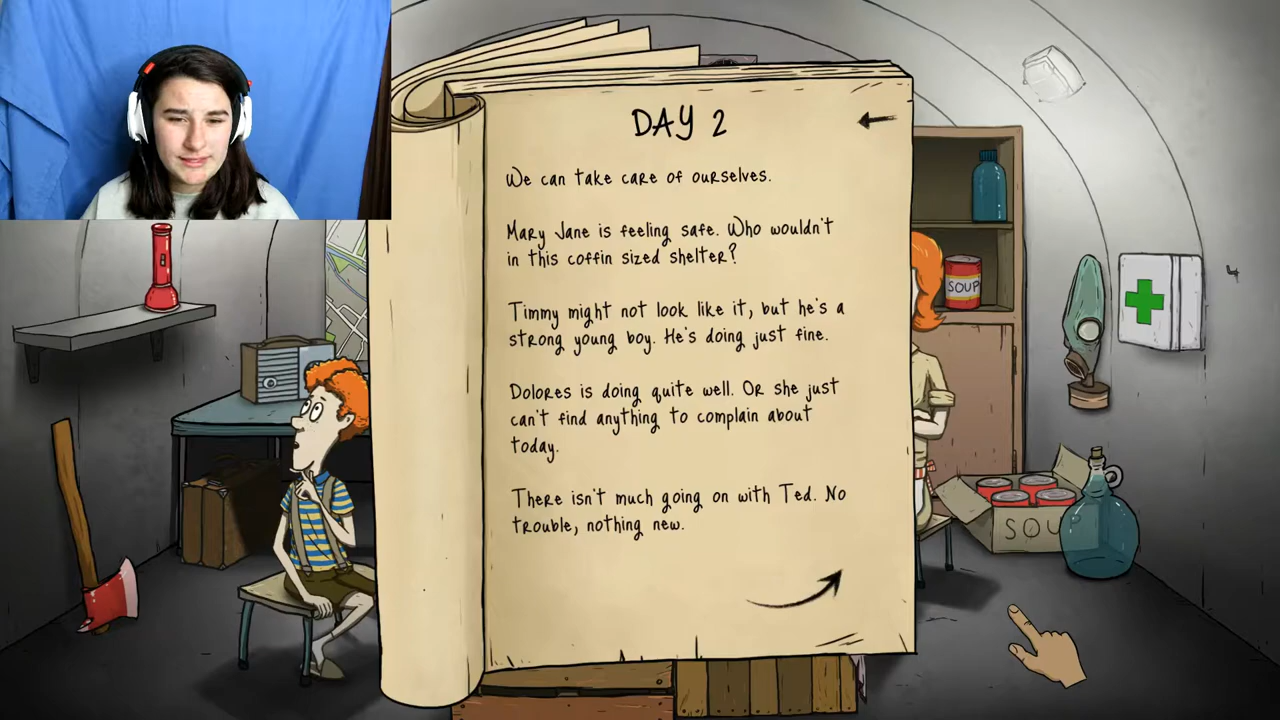 DAY 2
We can take care of ourselves.
Mary Jane is feeling safe. Who wouldn't
in this coffin sized shelter?
Timmy might not look like it, but he's a
strong young boy. He's doing just fine.
Dolores is doing quite well. Or she just
can't find anything to complain about
today.
There isn't much going on with Ted. No
trouble, nothing new.
SOUP
SOUP